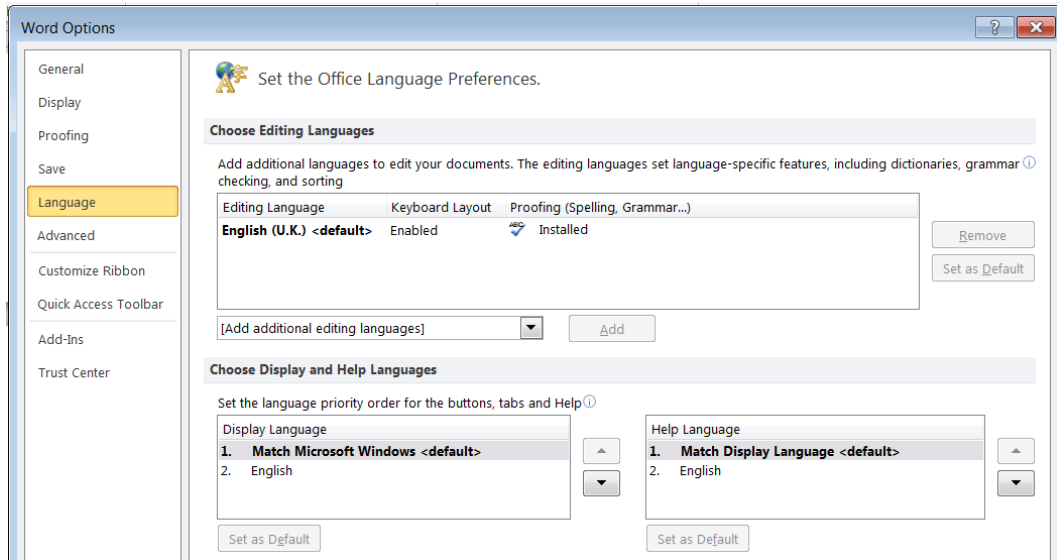 Word Options
General
Display
Proofing
Save
Language
Advanced
Customize Ribbon
Quick Access Toolbar
Add-Ins
Trust Center
Set the Office Language Preferences.
Choose Editing Languages
Add additional languages to edit your documents. The editing languages set language-specific features, including dictionaries, grammar
checking, and sorting
Editing Language Keyboard Layout Proofing (Spelling, Grammar...)
English (U.K.) <default> Enabled ABC Installed
Remove
Set as Default
[Add additional editing languages] Add
Choose Display and Help Languages
Set the language priority order for the buttons, tabs and Help
Display Language
1. Match Microsoft Windows <default>
2. English
Set as Default
Help Language
1. Match Display Language <default>
2. English
Set as Default